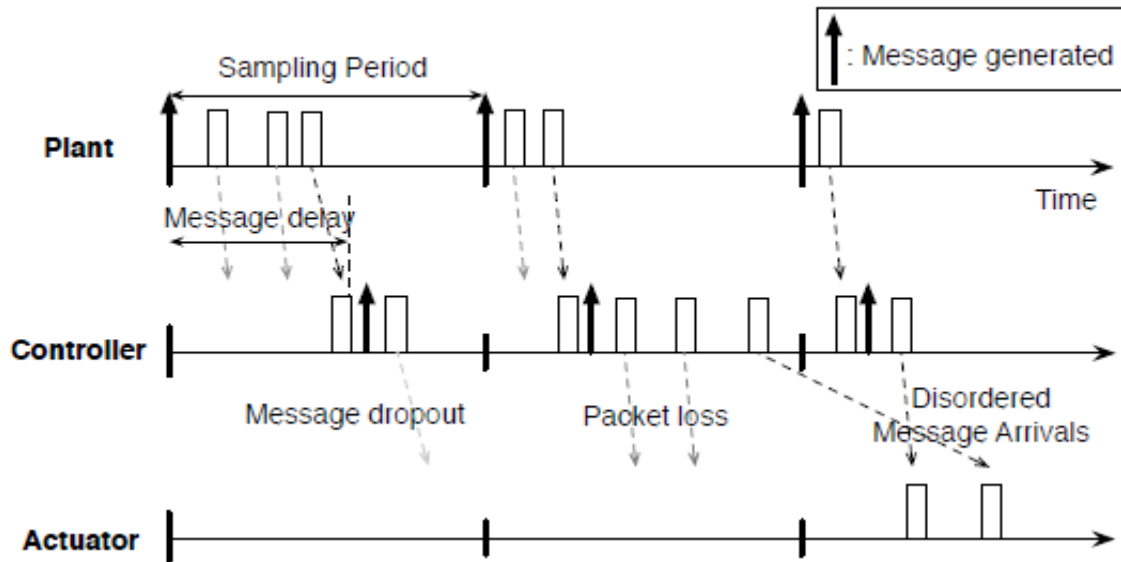 : Message generated
Sampling Period
Plant
Time
Message delay
Controller
Message dropout
Packet loss
Disordered
Message Arrivals
Actuator